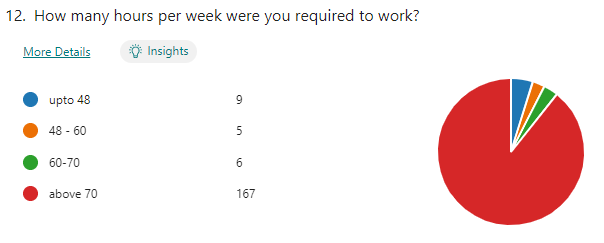 12. How many hours per week were you required to work?
More Details Insights
upto 48 9
48 - 60 5
60-70 6
above 70 167